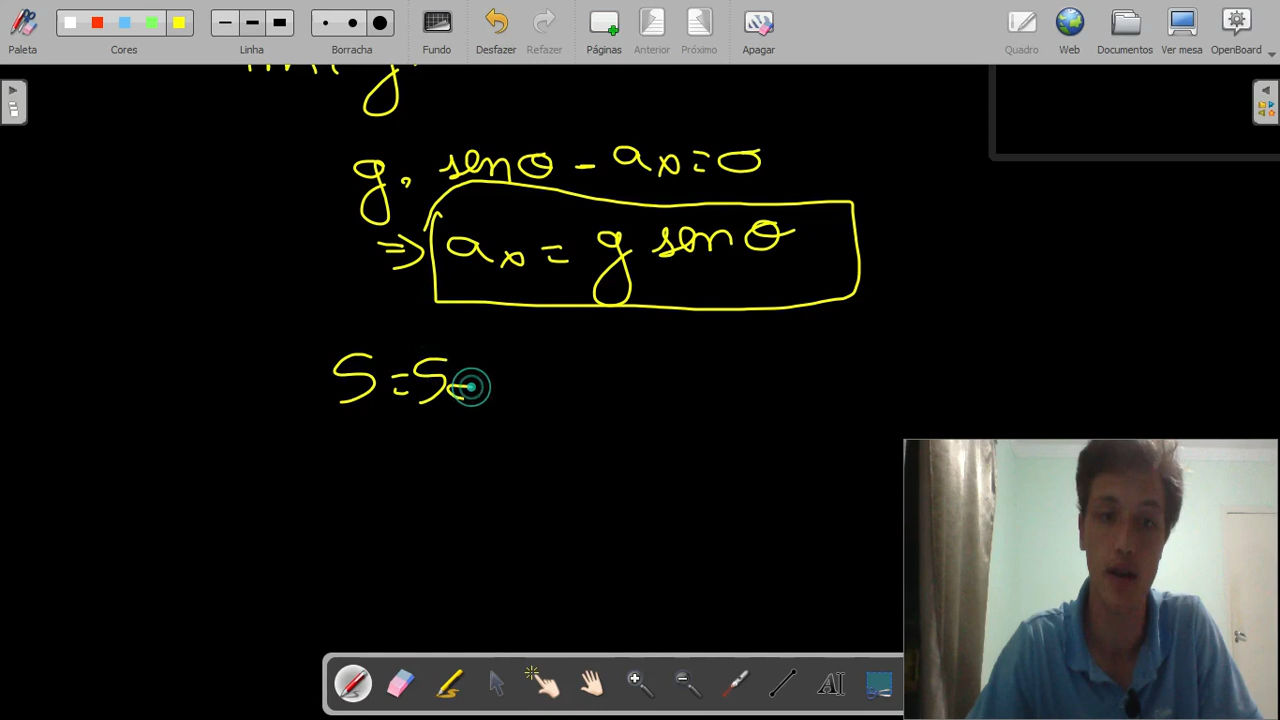 Paleta Cores Linha Borracha Fundo Desfazer Refazer Páginas Anterior Próximo Apagar Quadro Web Documentos Ver mesa OpenBoard
g. senθ - ax = 0
⇒ ax = g senθ
S = S
AI